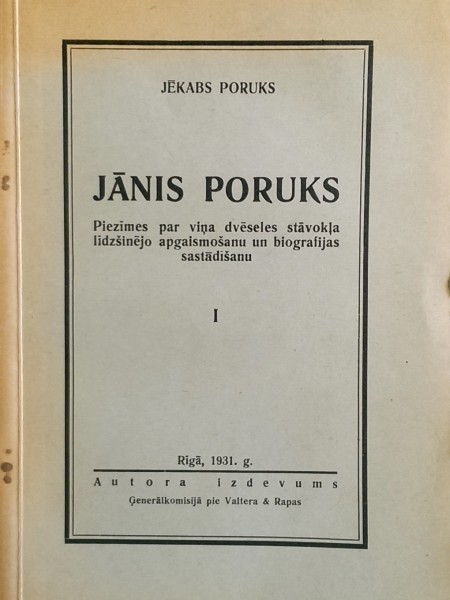 JĒKABS PORUKS
JĀNIS PORUKS
Piezīmes par viņa dvēseles stāvokļa
līdzšinējo apgaismošanu un biografijas
sastādīšanu
I
Rīgā, 1931. g.
Autora izdevums
Ģenerālkomisijā pie Valtera & Rapas